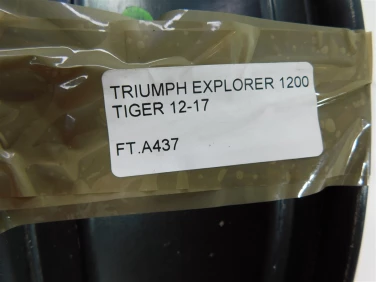 TRIUMPH EXPLORER 1200
TIGER 12-17
FT.A437